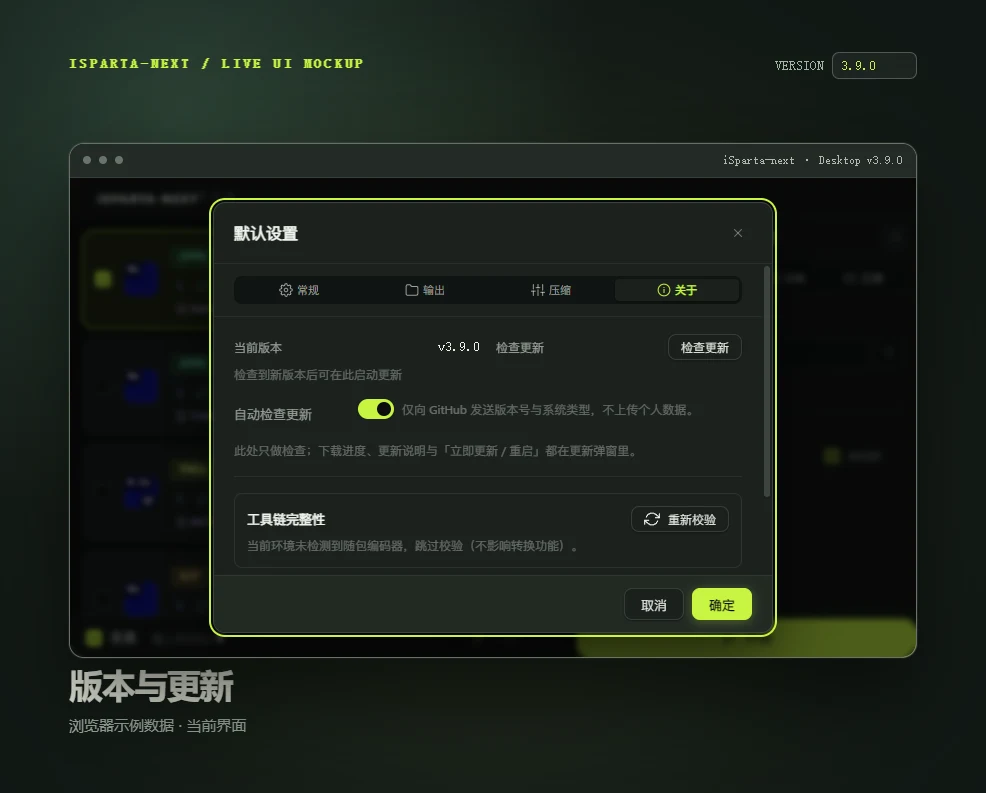 ISPARTA-NEXT / LIVE UI MOCKUP
VERSION 3.9.0
iSparta-next · Desktop v3.9.0
默认设置
常规 输出 压缩 关于
当前版本 v3.9.0 检查更新 检查更新
检查到新版本后可在此启动更新
自动检查更新 仅向 GitHub 发送版本号与系统类型，不上传个人数据。
此处只做检查；下载进度、更新说明与「立即更新 / 重启」都在更新弹窗里。
工具链完整性 重新校验
当前环境未检测到随包编码器，跳过校验（不影响转换功能）。
取消 确定
版本与更新
浏览器示例数据 · 当前界面